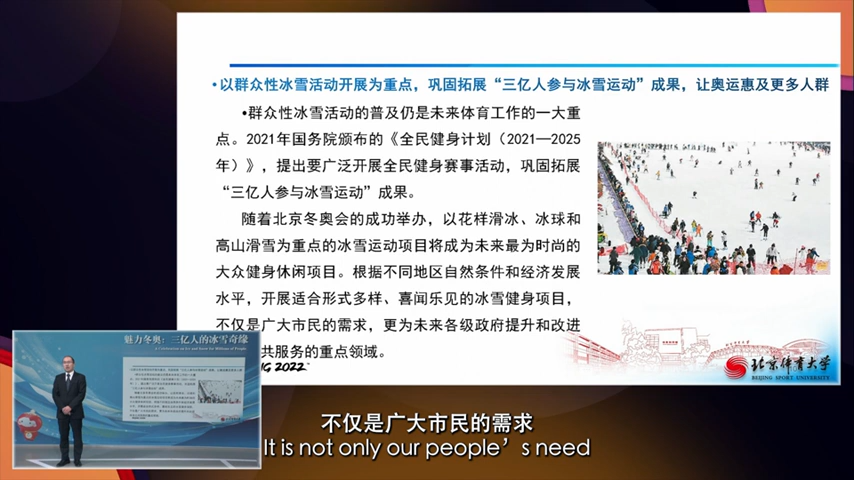 •以群众性冰雪活动开展为重点，巩固拓展“三亿人参与冰雪运动”成果，让奥运惠及更多人群
•群众性冰雪活动的普及仍是未来体育工作的一大重
点。2021年国务院颁布的《全民健身计划（2021—2025
年）》，提出要广泛开展全民健身赛事活动，巩固拓展
“三亿人参与冰雪运动”成果。
随着北京冬奥会的成功举办，以花样滑冰、冰球和
高山滑雪为重点的冰雪运动项目将成为未来最为时尚的
大众健身休闲项目。根据不同地区自然条件和经济发展
水平，开展适合形式多样、喜闻乐见的冰雪健身项目，
不仅是广大市民的需求，更为未来各级政府提升和改进
共服务的重点领域。
NG 2022
北京体育大学
BEIJING SPORT UNIVERSITY
魅力冬奥：三亿人的冰雪奇缘
不仅是广大市民的需求
It is not only our people's need